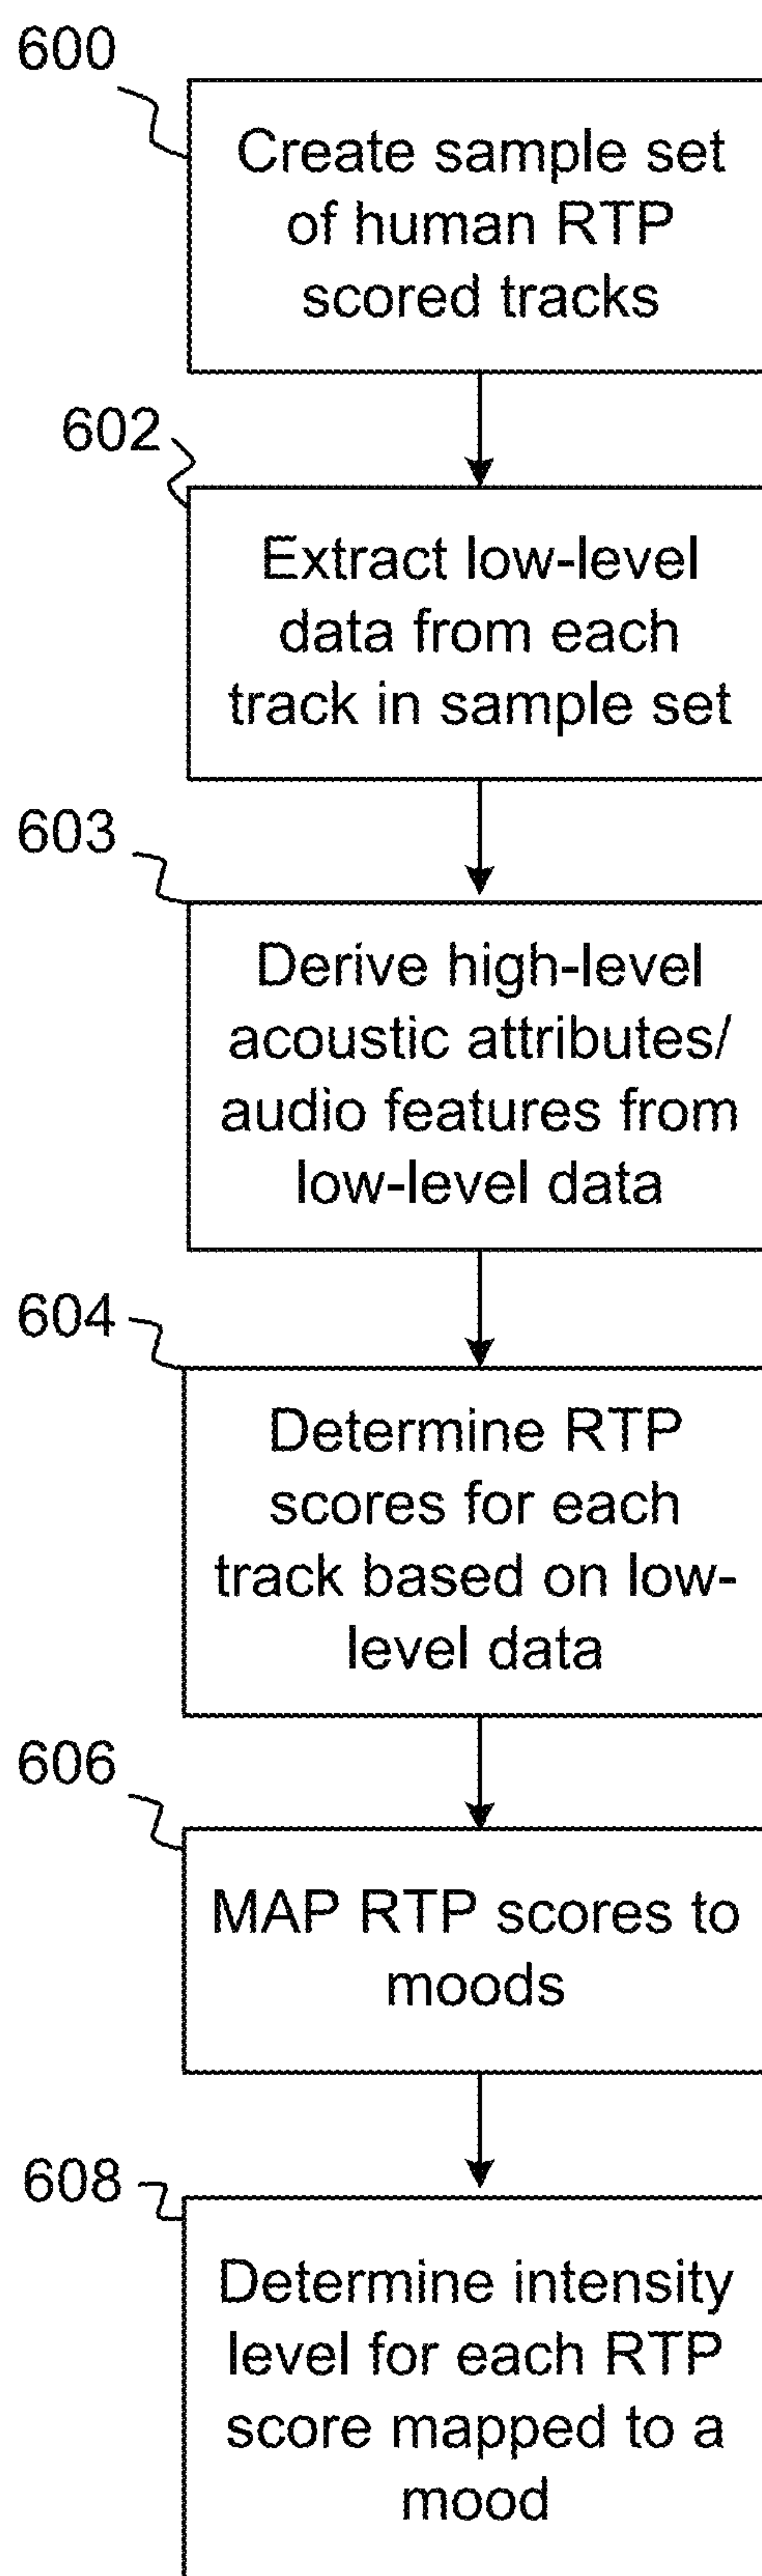 600
Create sample set
of human RTP
scored tracks
602
Extract low-level
data from each
track in sample set
603
Derive high-level
acoustic attributes/
audio features from
low-level data
604
Determine RTP
scores for each
track based on low-
level data
606
MAP RTP scores to
moods
608
Determine intensity
level for each RTP
score mapped to a
mood